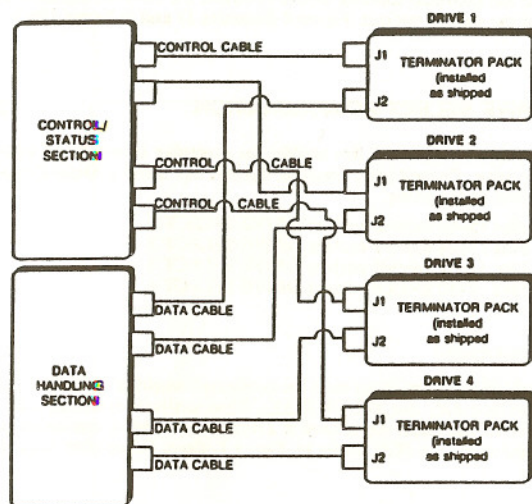 DRIVE 1
CONTROL CABLE
J1
TERMINATOR PACK
(installed
as shipped
J2
CONTROL/
STATUS
SECTION
DRIVE 2
CONTROL CABLE
J1
TERMINATOR PACK
(installed
as shipped
J2
CONTROL CABLE
DRIVE 3
J1
TERMINATOR PACK
(installed
as shipped
J2
DATA CABLE
DATA CABLE
DATA
HANDLING
SECTION
DRIVE 4
J1
TERMINATOR PACK
(installed
as shipped
J2
DATA CABLE
DATA CABLE